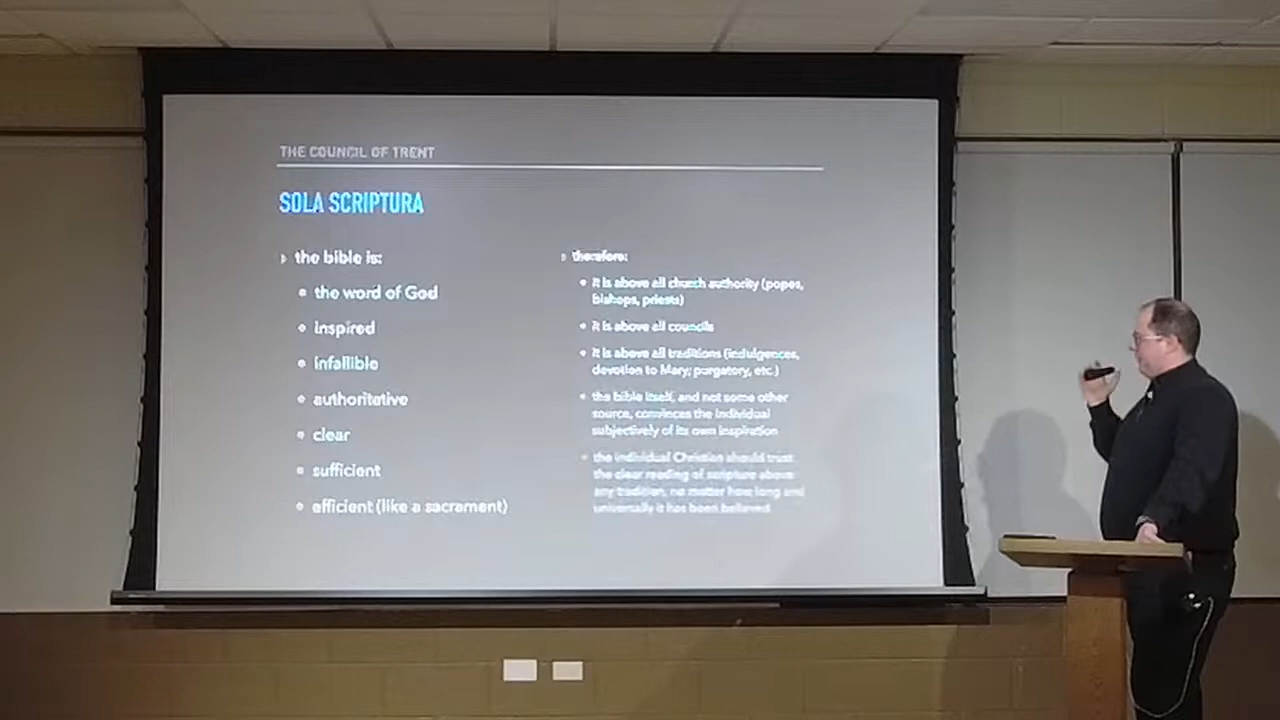 THE COUNCIL OF TRENT
SOLA SCRIPTURA
the bible is:
the word of God
inspired
infallible
authoritative
clear
sufficient
efficient (like a sacrament)
therefore:
it is above all church authority (popes,
bishops, priests)
it is above all councils
it is above all traditions (indulgences,
devotion to Mary, purgatory, etc.)
the bible itself, and not some other
source, convinces the individual
subjectively of its own inspiration
the individual Christian should trust
the clear reading of scripture above
any tradition, no matter how long and
universally it has been believed